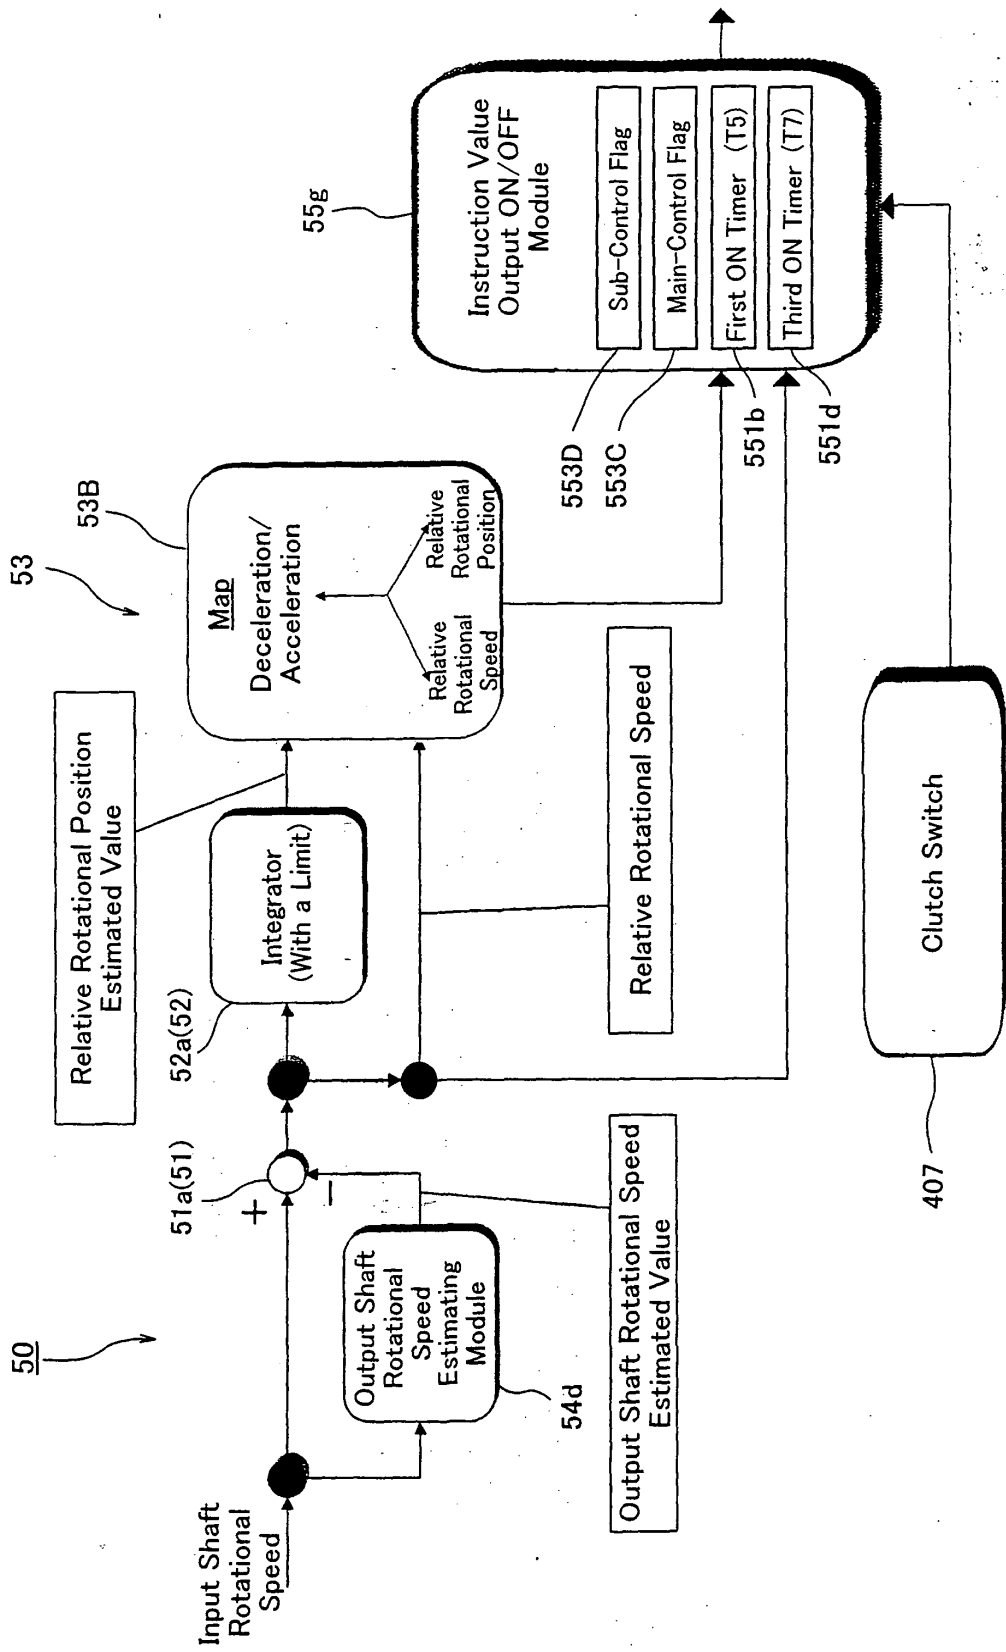 50
Input Shaft
Rotational
Speed
51a(51)
+
−
Output Shaft
Rotational
Speed
Estimating
Module
54d
Output Shaft Rotational Speed
Estimated Value
52a(52)
Integrator
(With a Limit)
Relative Rotational Position
Estimated Value
Relative Rotational Speed
53
53B
Map
Deceleration/
Acceleration
Relative
Rotational
Speed
Relative
Rotational
Position
55g
Instruction Value
Output ON/OFF
Module
Sub-Control Flag
Main-Control Flag
First ON Timer (T5)
Third ON Timer (T7)
553D
553C
551b
551d
Clutch Switch
407